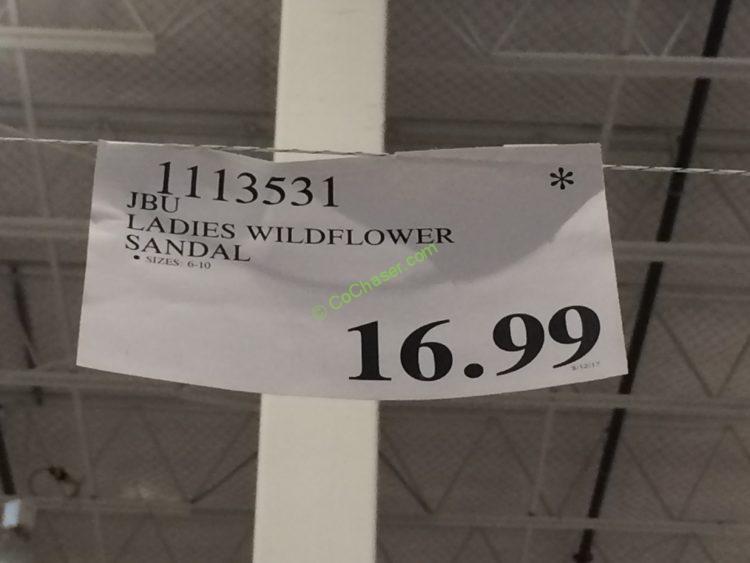 1113531 *
JBU
LADIES WILDFLOWER
SANDAL
• SIZES: 6-10
© CoChaser.com
16.99